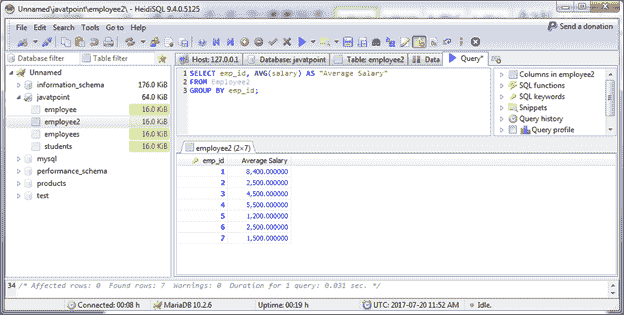 Unnamed\javatpoint\employee2\ - HeidiSQL 9.4.0.5125
File Edit Search Tools Go to Help
Send a donation
Database filter Table filter
Host: 127.0.0.1 Database: javatpoint Table: employee2 Data Query*
Unnamed
information_schema 176.0 KiB
javatpoint 64.0 KiB
employee 16.0 KiB
employee2 16.0 KiB
employees 16.0 KiB
students 16.0 KiB
mysql
performance_schema
products
test
1 SELECT emp_id, AVG(salary) AS "Average Salary"
2 FROM Employee2
3 GROUP BY emp_id;
Columns in employee2
SQL functions
SQL keywords
Snippets
Query history
Query profile
employee2 (2×7)
emp_id Average Salary
1 8,400.000000
2 2,500.000000
3 4,500.000000
4 5,500.000000
5 1,200.000000
6 2,500.000000
7 1,500.000000
34 /* Affected rows: 0 Found rows: 7 Warnings: 0 Duration for 1 query: 0.031 sec. */
Connected: 00:08 h MariaDB 10.2.6 Uptime: 00:19 h UTC: 2017-07-20 11:52 AM Idle.